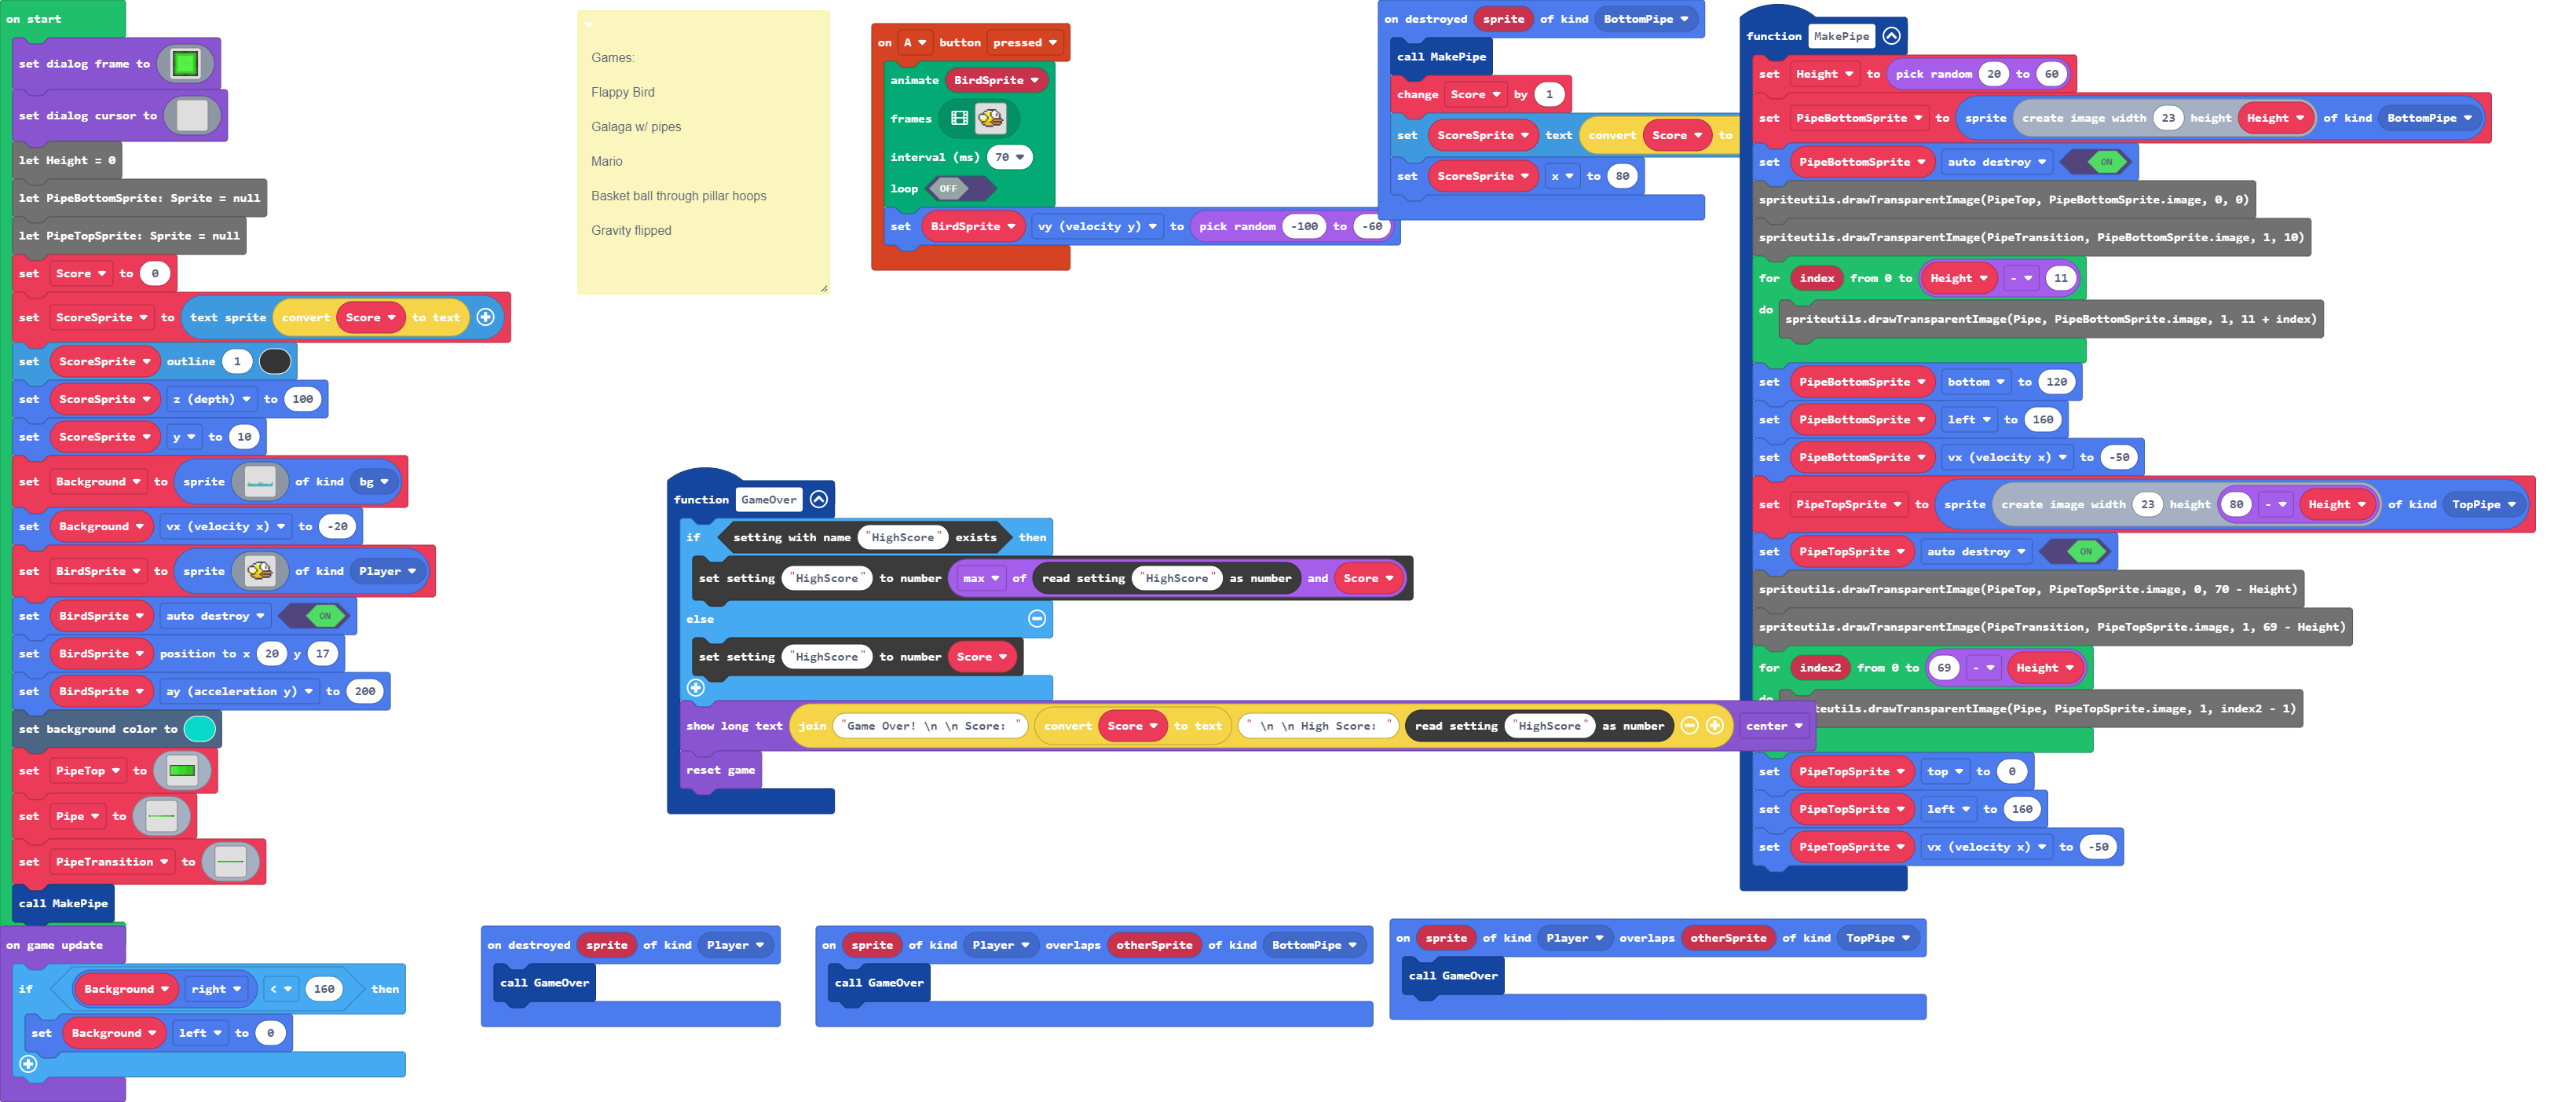 on start
set dialog frame to
set dialog cursor to
let Height = 0
let PipeBottomSprite: Sprite = null
let PipeTopSprite: Sprite = null
set Score to 0
set ScoreSprite to text sprite convert Score to text
set ScoreSprite outline 1
set ScoreSprite z (depth) to 100
set ScoreSprite y to 10
set Background to sprite of kind bg
set Background vx (velocity x) to -20
set BirdSprite to sprite of kind Player
set BirdSprite auto destroy ON
set BirdSprite position to x 20 y 17
set BirdSprite ay (acceleration y) to 200
set background color to
set PipeTop to
set Pipe to
set PipeTransition to
call MakePipe
on game update
if Background right < 160 then
set Background left to 0
Games:
Flappy Bird
Galaga w/ pipes
Mario
Basket ball through pillar hoops
Gravity flipped
on A button pressed
animate BirdSprite
frames
interval (ms) 70
loop OFF
set BirdSprite vy (velocity y) to pick random -100 to -60
on destroyed sprite of kind BottomPipe
call MakePipe
change Score by 1
set ScoreSprite text convert Score to
set ScoreSprite x to 80
function GameOver
if setting with name "HighScore" exists then
set setting "HighScore" to number max of read setting "HighScore" as number and Score
else
set setting "HighScore" to number Score
show long text join "Game Over! \n \n Score: " convert Score to text " \n \n High Score: " read setting "HighScore" as number center
reset game
function MakePipe
set Height to pick random 20 to 60
set PipeBottomSprite to sprite create image width 23 height Height of kind BottomPipe
set PipeBottomSprite auto destroy ON
spriteutils.drawTransparentImage(PipeTop, PipeBottomSprite.image, 0, 0)
spriteutils.drawTransparentImage(PipeTransition, PipeBottomSprite.image, 1, 10)
for index from 0 to Height - 11
do spriteutils.drawTransparentImage(Pipe, PipeBottomSprite.image, 1, 11 + index)
set PipeBottomSprite bottom to 120
set PipeBottomSprite left to 160
set PipeBottomSprite vx (velocity x) to -50
set PipeTopSprite to sprite create image width 23 height 80 - Height of kind TopPipe
set PipeTopSprite auto destroy ON
spriteutils.drawTransparentImage(PipeTop, PipeTopSprite.image, 0, 70 - Height)
spriteutils.drawTransparentImage(PipeTransition, PipeTopSprite.image, 1, 69 - Height)
for index2 from 0 to 69 - Height
do teutils.drawTransparentImage(Pipe, PipeTopSprite.image, 1, index2 - 1)
set PipeTopSprite top to 0
set PipeTopSprite left to 160
set PipeTopSprite vx (velocity x) to -50
on destroyed sprite of kind Player
call GameOver
on sprite of kind Player overlaps otherSprite of kind BottomPipe
call GameOver
on sprite of kind Player overlaps otherSprite of kind TopPipe
call GameOver